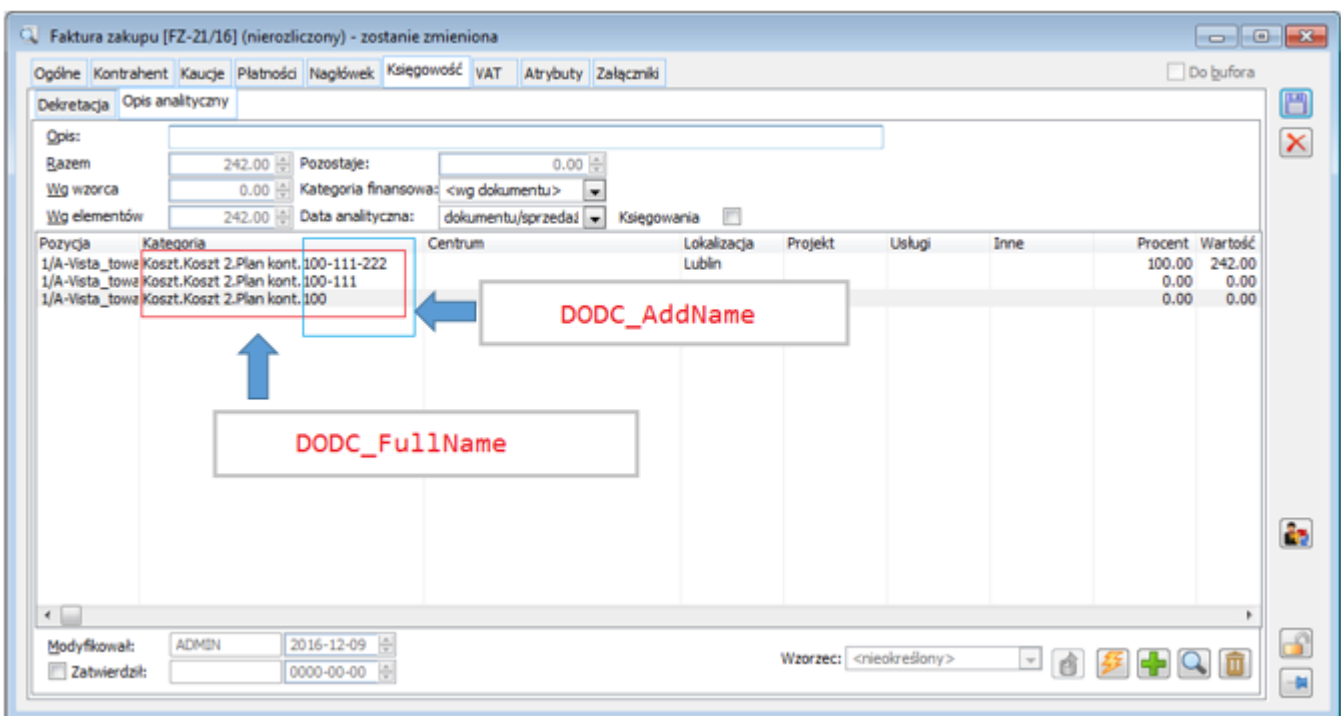 Faktura zakupu [FZ-21/16] (nierozliczony) - zostanie zmieniona
Ogólne Kontrahent Kaucje Płatności Nagłówek Księgowość VAT Atrybuty Załączniki Do bufora
Dekretacja Opis analityczny
Opis:
Razem 242.00 Pozostaje: 0.00
Wg wzorca 0.00 Kategoria finansowa: <wg dokumentu>
Wg elementów 242.00 Data analityczna: dokumentu/sprzedaż Księgowania
Pozycja Kategoria Centrum Lokalizacja Projekt Usługi Inne Procent Wartość
1/A-Vista_towa Koszt.Koszt 2.Plan kont.100-111-222 Lublin 100.00 242.00
1/A-Vista_towa Koszt.Koszt 2.Plan kont.100-111 0.00 0.00
1/A-Vista_towa Koszt.Koszt 2.Plan kont.100 0.00 0.00
DODC_AddName
DODC_FullName
Modyfikował: ADMIN 2016-12-09
Zatwierdził: 0000-00-00
Wzorzec: <nieokreślony>